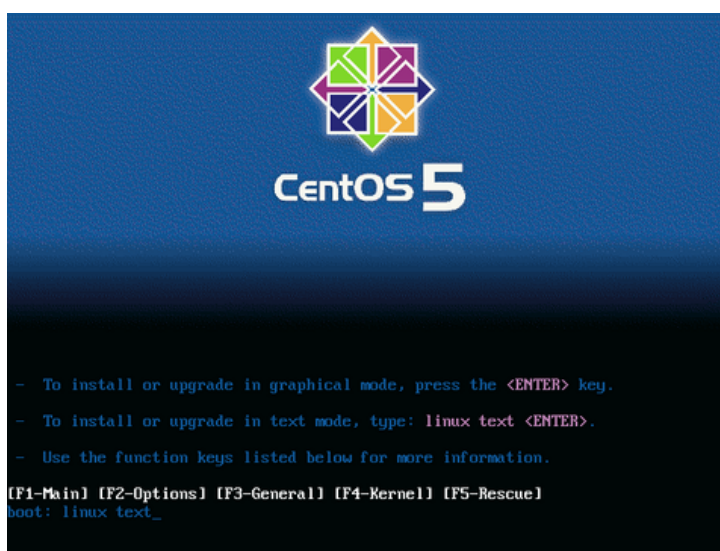 CentOS 5
- To install or upgrade in graphical mode, press the <ENTER> key.
- To install or upgrade in text mode, type: linux text <ENTER>.
- Use the function keys listed below for more information.
[F1-Main] [F2-Options] [F3-General] [F4-Kernel] [F5-Rescue]
boot: linux text_